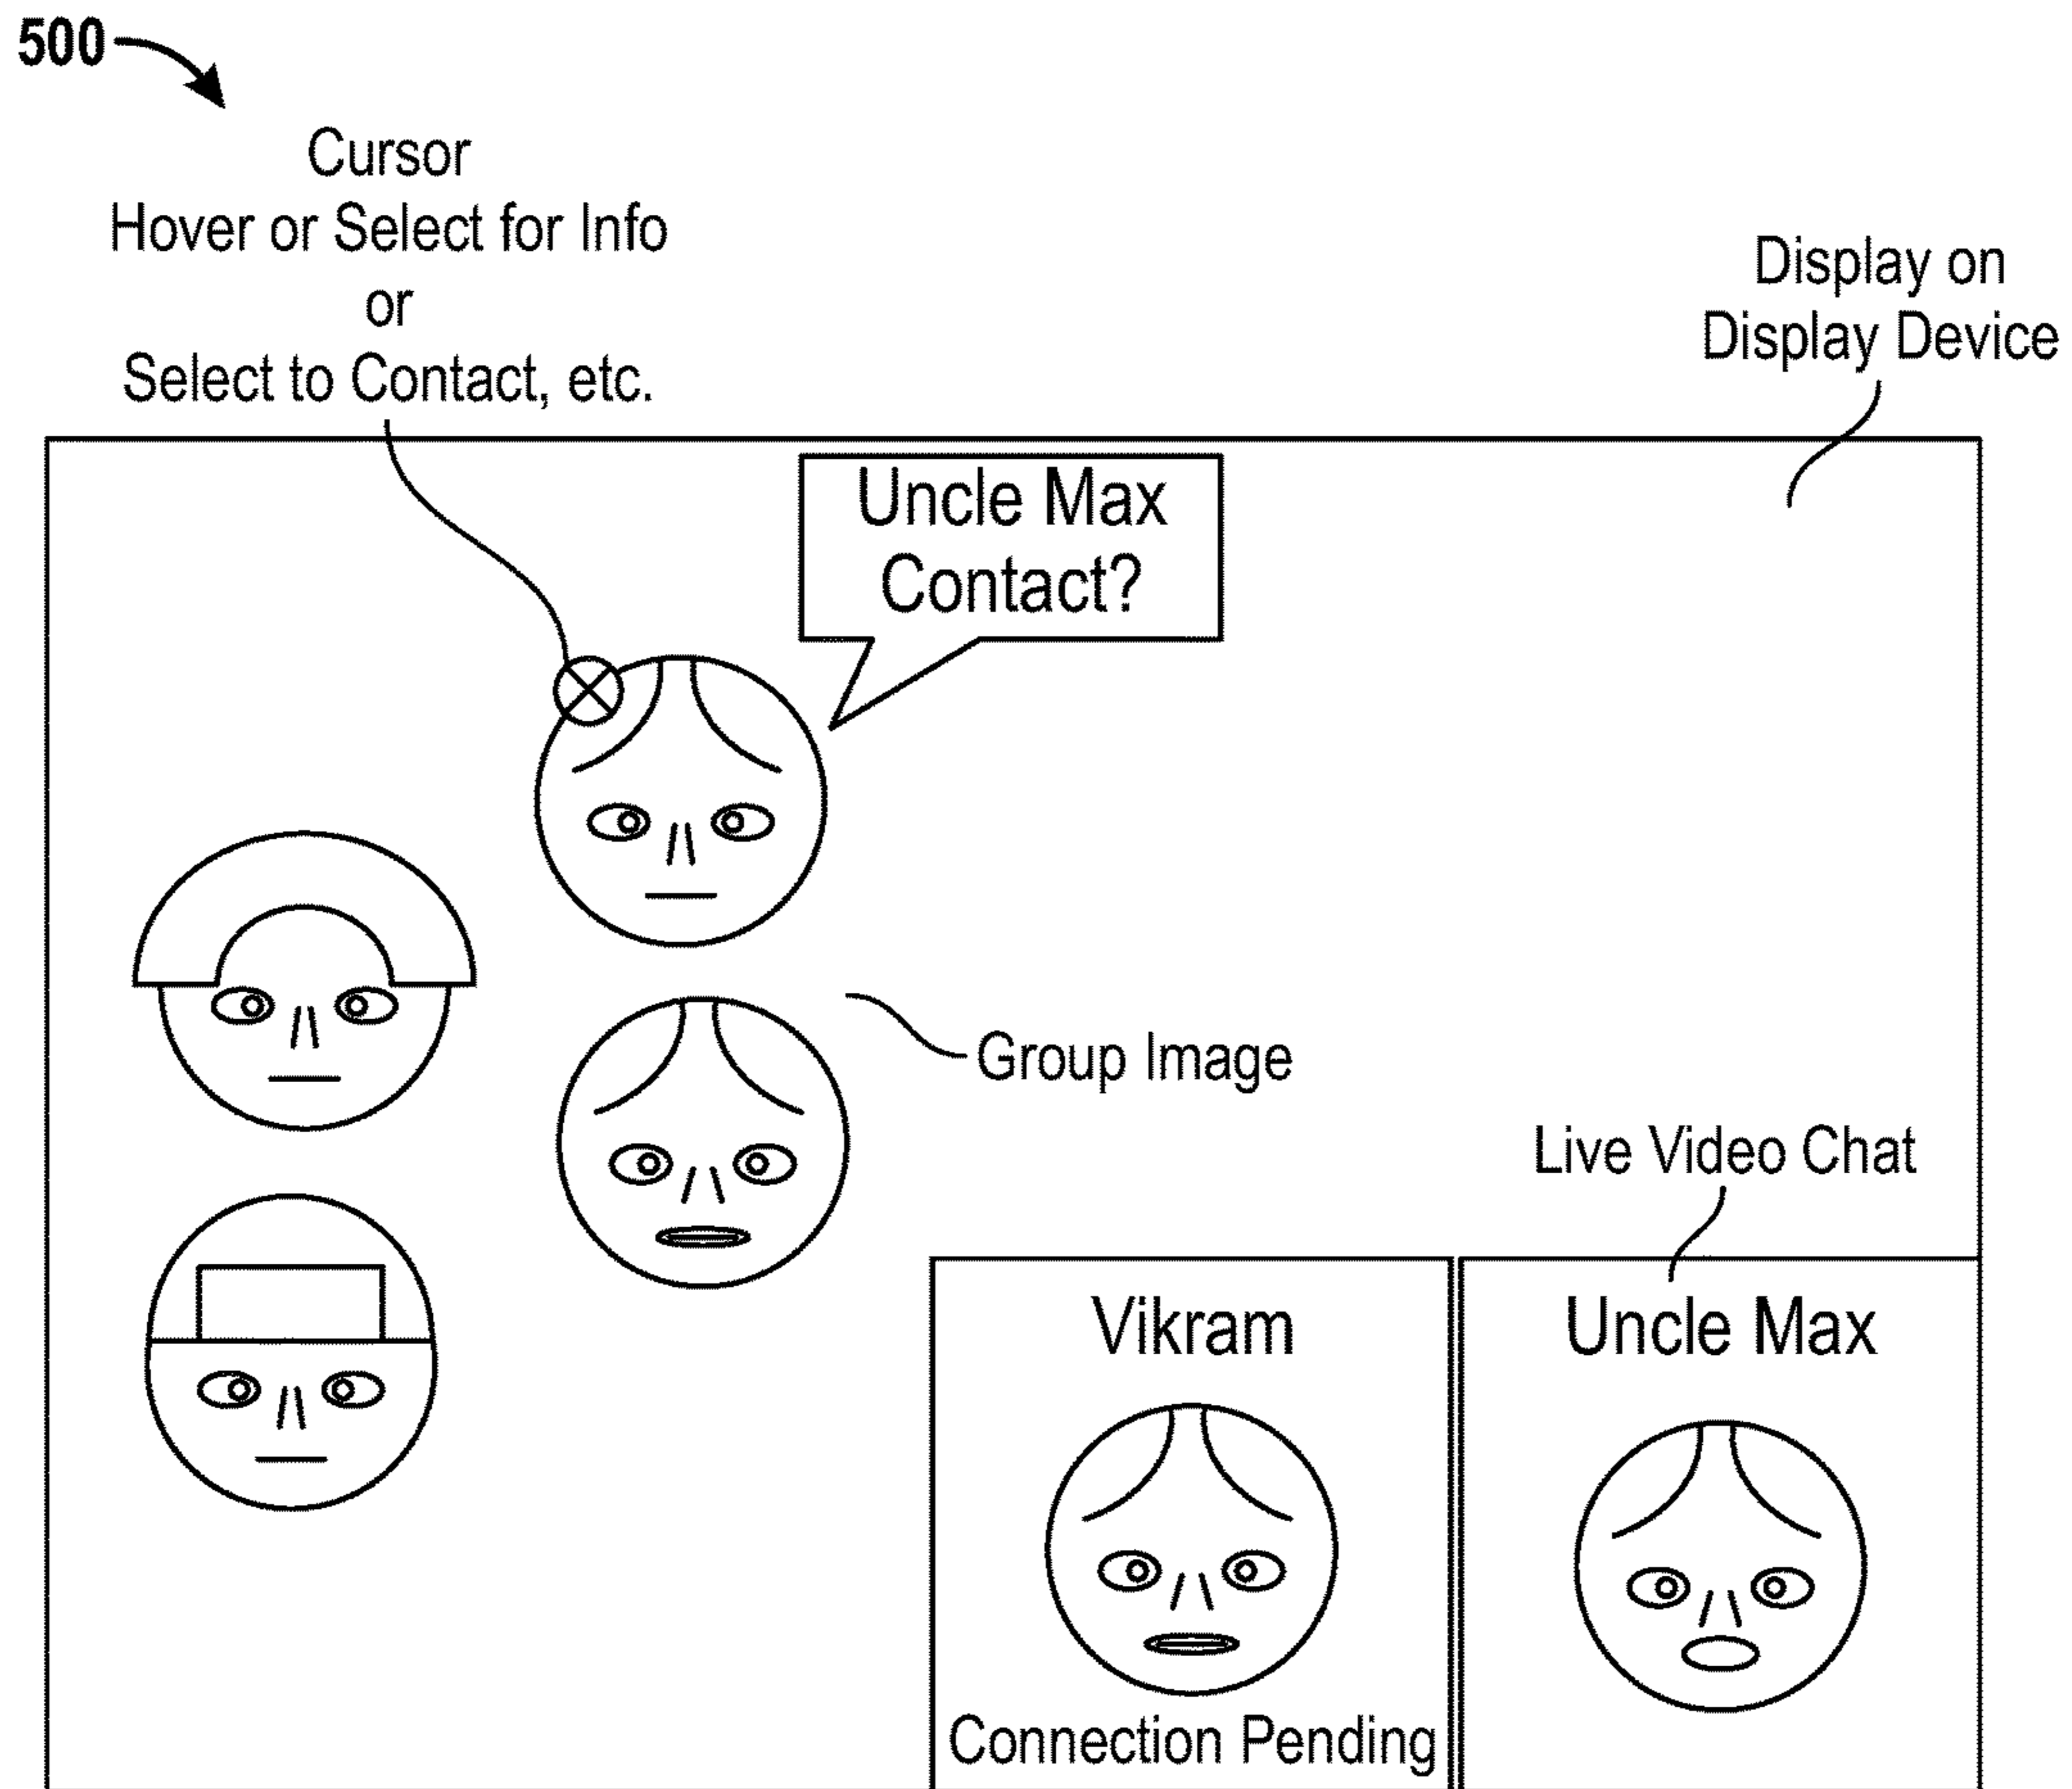 500
Cursor
Hover or Select for Info
or
Select to Contact, etc.
Display on
Display Device
Uncle Max
Contact?
Group Image
Live Video Chat
Vikram
Uncle Max
Connection Pending